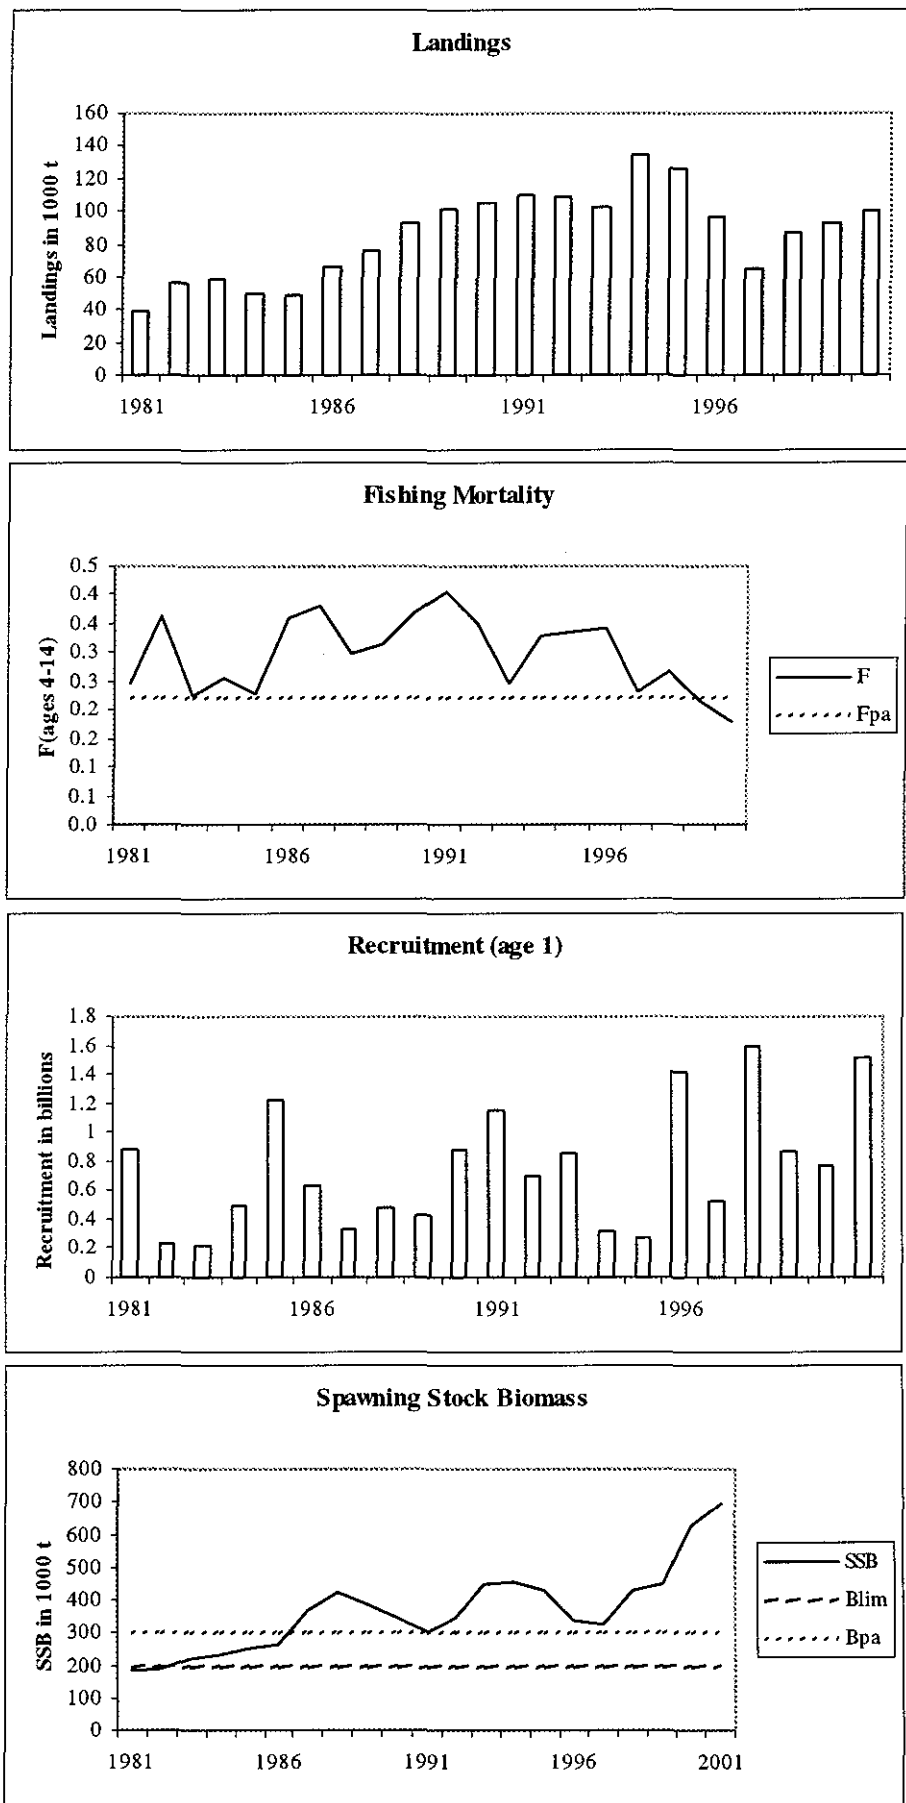 Landings
Landings in 1000 t
160
140
120
100
80
60
40
20
0
1981 1986 1991 1996
Fishing Mortality
F(ages 4-14)
0.5
0.4
0.4
0.3
0.3
0.2
0.2
0.1
0.1
0.0
1981 1986 1991 1996
F
Fpa
Recruitment (age 1)
Recruitment in billions
1.8
1.6
1.4
1.2
1
0.8
0.6
0.4
0.2
0
1981 1986 1991 1996
Spawning Stock Biomass
SSB in 1000 t
800
700
600
500
400
300
200
100
0
1981 1986 1991 1996 2001
SSB
Blim
Bpa